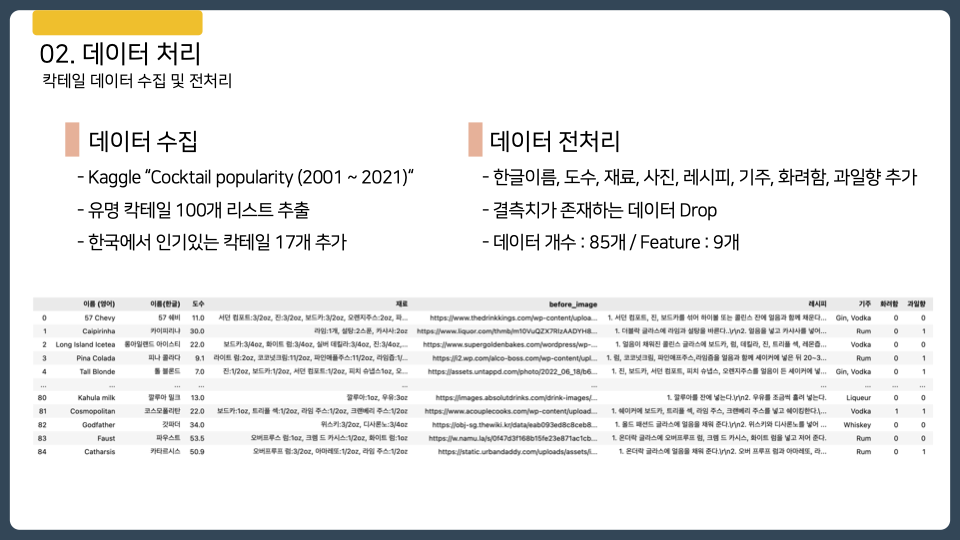 02. 데이터 처리
칵테일 데이터 수집 및 전처리
데이터 수집
- Kaggle “Cocktail popularity (2001 ~ 2021)“
- 유명 칵테일 100개 리스트 추출
- 한국에서 인기있는 칵테일 17개 추가
데이터 전처리
- 한글이름, 도수, 재료, 사진, 레시피, 기주, 화려함, 과일향 추가
- 결측치가 존재하는 데이터 Drop
- 데이터 개수 : 85개 / Feature : 9개
이름 (영어) 이름(한글) 도수 재료 before_image 레시피 기주 화려함 과일향
0 57 Chevy 57 쉐비 11.0 서던 컴포트:3/2oz, 진:3/2oz, 보드카:3/2oz, 오렌지주스:2oz, 파... https://www.thedrinkkings.com/wp-content/uploa... 1. 서던 컴포트, 진, 보드카를 섞어 하이볼 또는 콜린스 잔에 얼음과 함께 채운다.... Gin, Vodka 0 0
1 Caipirinha 카이피리냐 30.0 라임:1개, 설탕:2스푼, 카샤사:2oz https://www.liquor.com/thmb/m10VuQZX7RIzAADYH8... 1. 더블락 글라스에 라임과 설탕을 바른다..\r\n2. 얼음을 넣고 카샤사를 넣어... Rum 0 1
2 Long Island Icetea 롱아일랜드 아이스티 22.0 보드카:3/4oz, 화이트 럼:3/4oz, 실버 데킬라:3/4oz, 진:3/4oz,... https://www.supergoldenbakes.com/wordpress/wp-... 1. 얼음이 채워진 콜린스 글라스에 보드카, 럼, 데킬라, 진, 트리플 섹, 레몬즙... Vodka 0 0
3 Pina Colada 피나 콜라다 9.1 라이트 럼:2oz, 코코넛크림:11/2oz, 파인애플주스:11/2oz, 라임즙:1/... https://i2.wp.com/alco-boss.com/wp-content/upl... 1. 럼, 코코넛크림, 파인애프주스,라임즙을 얼음과 함께 셰이커에 넣은 뒤 20~3... Rum 0 1
4 Tall Blonde 톨 블론드 7.0 진:1/2oz, 보드카:1/2oz, 서던 컴포트:1/2oz, 피치 슈냅스1oz, 오... https://assets.untappd.com/photo/2022_06_18/b6... 1. 진, 보드카, 서던 컴포트, 피치 슈냅스, 오렌지주스를 얼음이 든 셰이커에 넣... Gin, Vodka 0 1
... ... ... ... ... ... ... ... ... ...
80 Kahula milk 깔루아 밀크 13.0 깔루아:1oz, 우유:3oz https://images.absolutdrinks.com/drink-images/... 1. 깔루아를 잔에 넣는다.\r\n2. 우유를 조금씩 흘려 넣는다. Liqueur 0 0
81 Cosmopolitan 코스모폴리탄 22.0 보드카:1oz, 트리플 섹:1/2oz, 라임 주스:1/2oz, 크랜베리 주스:1/2oz https://www.acouplecooks.com/wp-content/upload... 1. 쉐이커에 보드카, 트리플 섹, 라임 주스, 크랜베리 주스를 넣고 쉐이킹한다.\... Vodka 1 1
82 Godfather 갓파더 34.0 위스키:3/2oz, 디사론노:3/4oz https://obj-sg.thewiki.kr/data/eab093ed8c8ceb8... 1. 올드 패션드 글라스에 얼음을 채워 준다.\r\n2. 위스키와 디사론노를 넣어 ... Whiskey 0 0
83 Faust 파우스트 53.5 오버프루스 럼:1oz, 크렘 드 카시스:1/2oz, 화이트 럼:1oz https://w.namu.la/s/0f47d3f168b15fe23e871ac1cb... 1. 온더락 글라스에 오버프루프 럼, 크렘 드 카시스, 화이트 럼을 넣고 저어 준다. Rum 0 0
84 Catharsis 카타르시스 50.9 오버프루프 럼:3/2oz, 아마레또:1/2oz, 라임 주스:1/2oz https://static.urbandaddy.com/uploads/assets/i... 1. 온더락 글라스에 얼음을 채워 준다.\r\n2. 오버 프루프 럼과 아마레또, 라... Rum 0 1